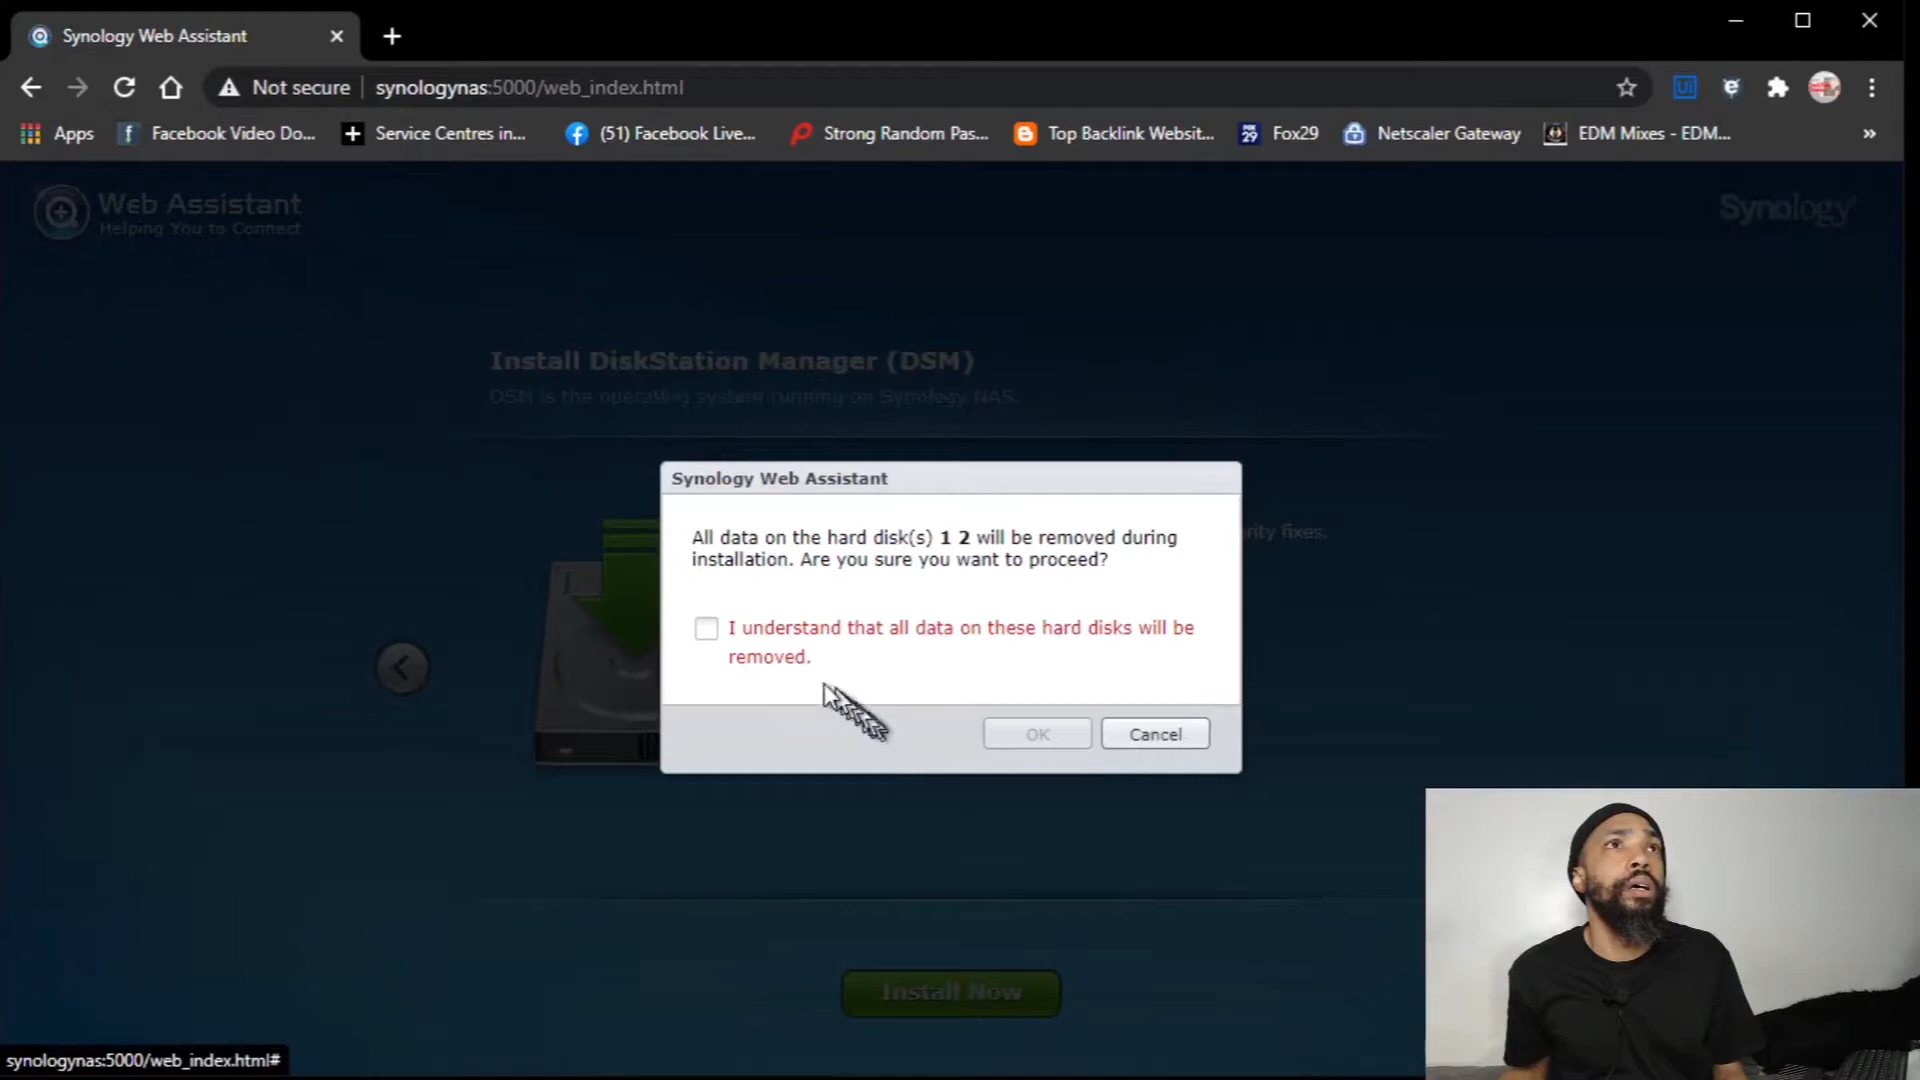 Synology Web Assistant
Not secure
synologynas:5000/web_index.html
Apps
Facebook Video Do...
Service Centres in...
(51) Facebook Live...
Strong Random Pas...
Top Backlink Websit...
Fox29
Netscaler Gateway
EDM Mixes - EDM...
»
Web Assistant
Helping You to Connect
Synology
Install DiskStation Manager (DSM)
DSM is the operating system running on Synology NAS.
Synology Web Assistant
All data on the hard disk(s) 1 2 will be removed during
installation. Are you sure you want to proceed?
rity fixes.
I understand that all data on these hard disks will be
removed.
OK
Cancel
Install Now
synologynas:5000/web_index.html#